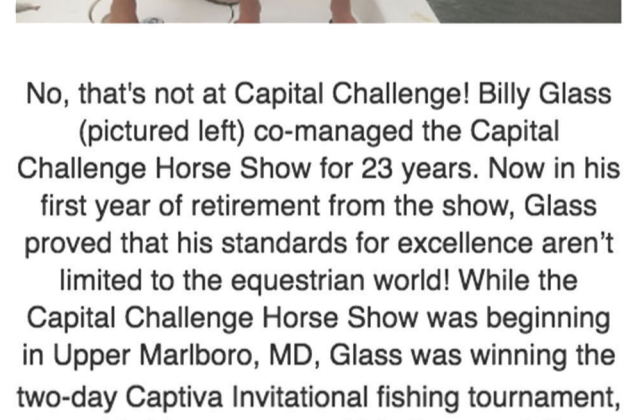 No, that's not at Capital Challenge! Billy Glass
(pictured left) co-managed the Capital
Challenge Horse Show for 23 years. Now in his
first year of retirement from the show, Glass
proved that his standards for excellence aren’t
limited to the equestrian world! While the
Capital Challenge Horse Show was beginning
in Upper Marlboro, MD, Glass was winning the
two-day Captiva Invitational fishing tournament,